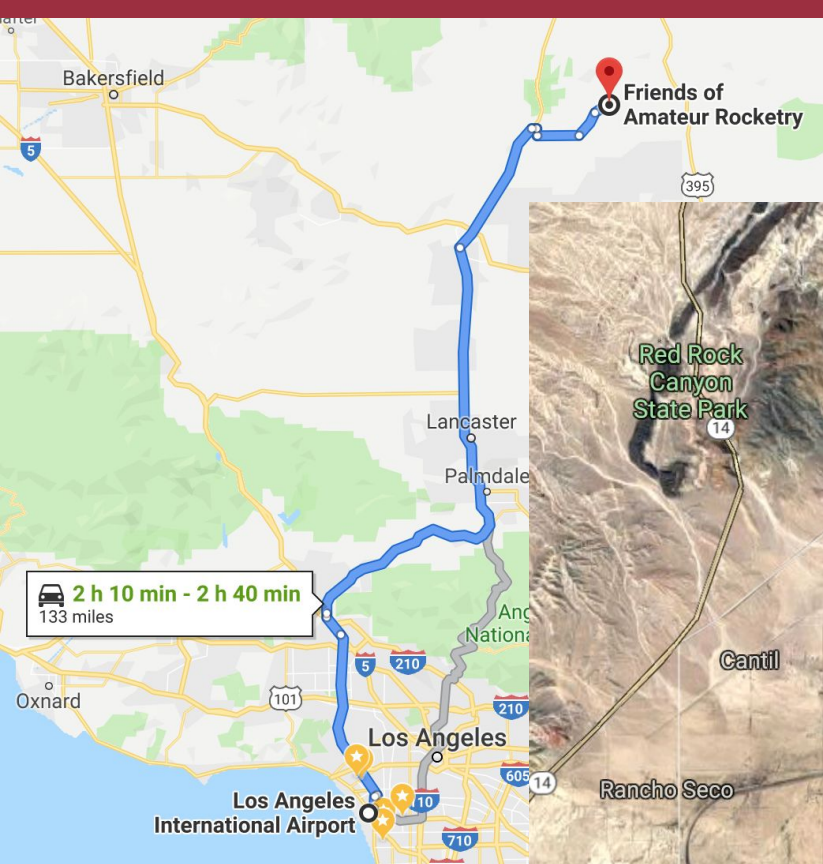 Bakersfield
5
Friends of
Amateur Rocketry
395
Red Rock
Canyon
State Park
14
Lancaster
Palmdale
2 h 10 min - 2 h 40 min
133 miles
Ang
Nationa
5
210
Cantil
Oxnard
101
210
Los Angeles
605
14
Rancho Seco
Los Angeles
International Airport
10
710